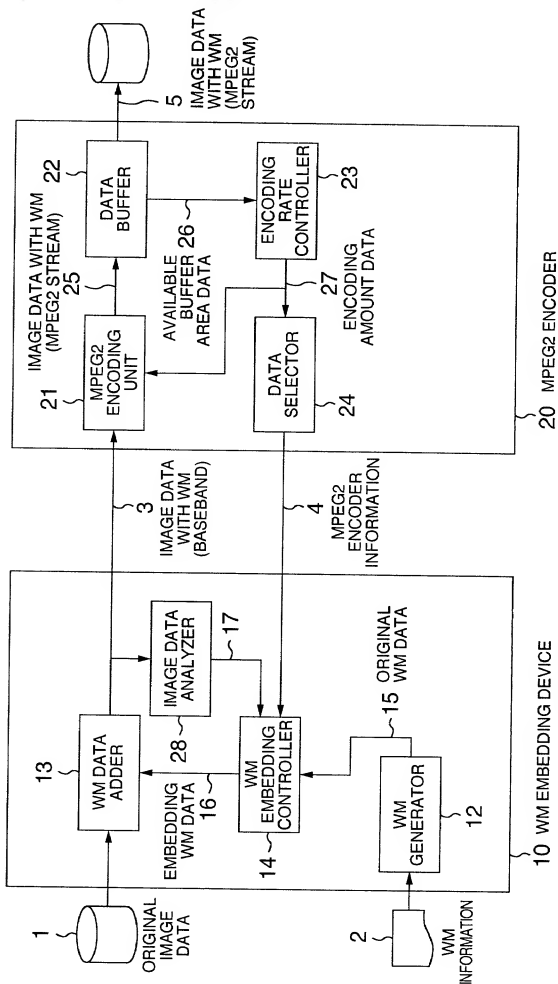 1
ORIGINAL
IMAGE
DATA
2
WM
INFORMATION
10 WM EMBEDDING DEVICE
13
WM DATA
ADDER
EMBEDDING
WM DATA
16
28
IMAGE DATA
ANALYZER
17
14
WM
EMBEDDING
CONTROLLER
15
ORIGINAL
WM DATA
WM
GENERATOR
12
3
IMAGE DATA
WITH WM
(BASEBAND)
4
MPEG2
ENCODER
INFORMATION
20 MPEG2 ENCODER
21
MPEG2
ENCODING
UNIT
IMAGE DATA WITH WM
(MPEG2 STREAM)
25
22
DATA
BUFFER
AVAILABLE
BUFFER
AREA DATA
26
ENCODING
RATE
CONTROLLER
23
27
ENCODING
AMOUNT DATA
DATA
SELECTOR
24
5
IMAGE DATA
WITH WM
(MPEG2
STREAM)